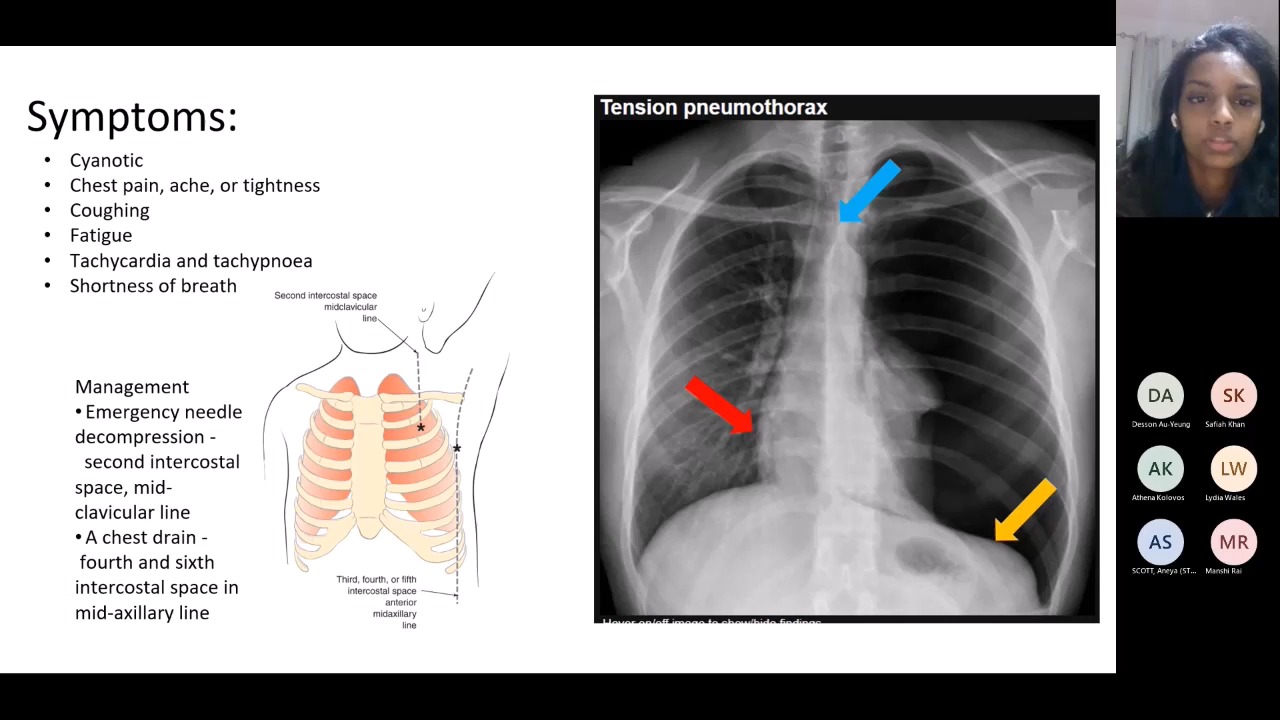 Symptoms:
• Cyanotic
• Chest pain, ache, or tightness
• Coughing
• Fatigue
• Tachycardia and tachypnoea
• Shortness of breath
Second intercostal space
midclavicular
line
Management
•Emergency needle
decompression -
second intercostal
space, mid-
clavicular line
•A chest drain -
fourth and sixth
intercostal space in
mid-axillary line
*
*
Third, fourth, or fifth
intercostal space
anterior
midaxillary
line
Tension pneumothorax
Hover on/off image to show/hide findings
DA
Desson Au-Yeung
SK
Safiah Khan
AK
Athena Kolovos
LW
Lydia Wales
AS
SCOTT, Aneya (ST...
MR
Manshi Rai